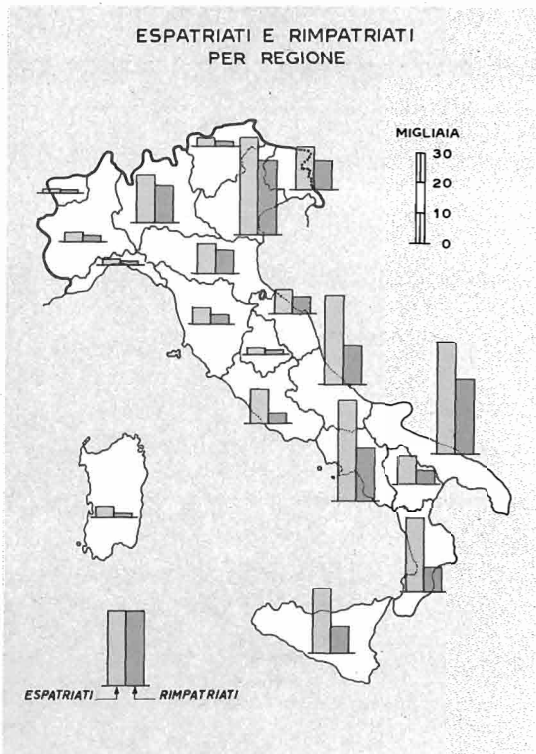 ESPATRIATI E RIMPATRIATI
PER REGIONE
MIGLIAIA
30
20
10
0
ESPATRIATI
RIMPATRIATI